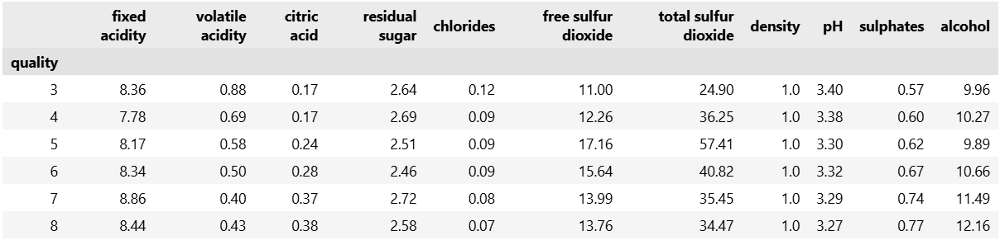 fixed acidity volatile acidity citric acid residual sugar chlorides free sulfur dioxide total sulfur dioxide density pH sulphates alcohol
quality
3 8.36 0.88 0.17 2.64 0.12 11.00 24.90 1.0 3.40 0.57 9.96
4 7.78 0.69 0.17 2.69 0.09 12.26 36.25 1.0 3.38 0.60 10.27
5 8.17 0.58 0.24 2.51 0.09 17.16 57.41 1.0 3.30 0.62 9.89
6 8.34 0.50 0.28 2.46 0.09 15.64 40.82 1.0 3.32 0.67 10.66
7 8.86 0.40 0.37 2.72 0.08 13.99 35.45 1.0 3.29 0.74 11.49
8 8.44 0.43 0.38 2.58 0.07 13.76 34.47 1.0 3.27 0.77 12.16